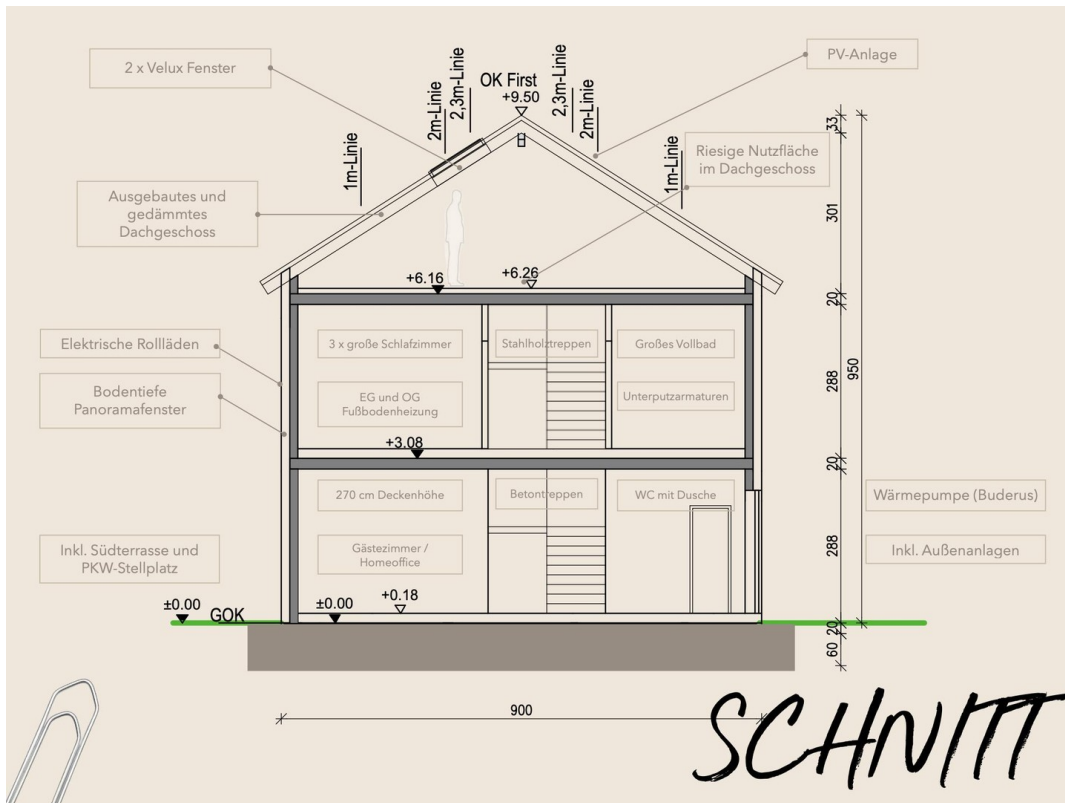 2 x Velux Fenster
PV-Anlage
OK First
+9.50
1m-Linie
2m-Linie
2,3m-Linie
2,3m-Linie
2m-Linie
1m-Linie
Riesige Nutzfläche
im Dachgeschoss
Ausgebautes und
gedämmtes
Dachgeschoss
+6.16
+6.26
Elektrische Rollläden
3 x große Schlafzimmer
Stahlholztreppen
Großes Vollbad
Bodentiefe
Panoramafenster
EG und OG
Fußbodenheizung
Unterputzarmaturen
+3.08
270 cm Deckenhöhe
Betontreppen
WC mit Dusche
Wärmepumpe (Buderus)
Inkl. Südterrasse und
PKW-Stellplatz
Gästezimmer /
Homeoffice
Inkl. Außenanlagen
±0.00
GOK
±0.00
+0.18
33
301
20
288
20
288
20
60
950
900
SCHNITT